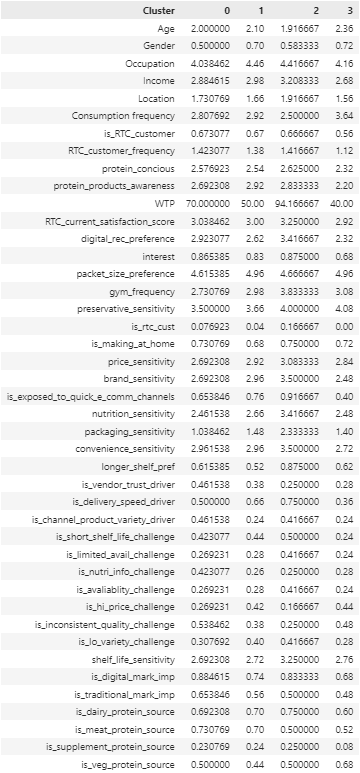 Cluster 0 1 2 3
Age 2.000000 2.10 1.916667 2.36
Gender 0.500000 0.70 0.583333 0.72
Occupation 4.038462 4.46 4.416667 4.16
Income 2.884615 2.98 3.208333 2.68
Location 1.730769 1.66 1.916667 1.56
Consumption frequency 2.807692 2.92 2.500000 3.64
is_RTC_customer 0.673077 0.67 0.666667 0.56
RTC_customer_frequency 1.423077 1.38 1.416667 1.12
protein_concious 2.576923 2.54 2.625000 2.32
protein_products_awareness 2.692308 2.92 2.833333 2.20
WTP 70.000000 50.00 94.166667 40.00
RTC_current_satisfaction_score 3.038462 3.00 3.250000 2.92
digital_rec_preference 2.923077 2.62 3.416667 2.32
interest 0.865385 0.83 0.875000 0.68
packet_size_preference 4.615385 4.96 4.666667 4.96
gym_frequency 2.730769 2.98 3.833333 3.08
preservative_sensitivity 3.500000 3.66 4.000000 4.08
is_rtc_cust 0.076923 0.04 0.166667 0.00
is_making_at_home 0.730769 0.68 0.750000 0.72
price_sensitivity 2.692308 2.92 3.083333 2.84
brand_sensitivity 2.692308 2.96 3.500000 2.48
is_exposed_to_quick_e_comm_channels 0.653846 0.76 0.916667 0.40
nutrition_sensitivity 2.461538 2.66 3.416667 2.48
packaging_sensitivity 1.038462 1.48 2.333333 1.40
convenience_sensitivity 2.961538 2.96 3.500000 2.72
longer_shelf_pref 0.615385 0.52 0.875000 0.62
is_vendor_trust_driver 0.461538 0.38 0.250000 0.28
is_delivery_speed_driver 0.500000 0.66 0.750000 0.36
is_channel_product_variety_driver 0.461538 0.24 0.416667 0.24
is_short_shelf_life_challenge 0.423077 0.44 0.500000 0.24
is_limited_avail_challenge 0.269231 0.28 0.416667 0.24
is_nutri_info_challenge 0.423077 0.26 0.250000 0.28
is_avaliablity_challenge 0.269231 0.28 0.416667 0.24
is_hi_price_challenge 0.269231 0.42 0.166667 0.44
is_inconsistent_quality_challenge 0.538462 0.38 0.250000 0.48
is_lo_variety_challenge 0.307692 0.40 0.416667 0.28
shelf_life_sensitivity 2.692308 2.72 3.250000 2.76
is_digital_mark_imp 0.884615 0.74 0.833333 0.68
is_traditional_mark_imp 0.653846 0.56 0.500000 0.48
is_dairy_protein_source 0.692308 0.70 0.750000 0.60
is_meat_protein_source 0.730769 0.70 0.500000 0.52
is_supplement_protein_source 0.230769 0.24 0.250000 0.08
is_veg_protein_source 0.500000 0.44 0.500000 0.68